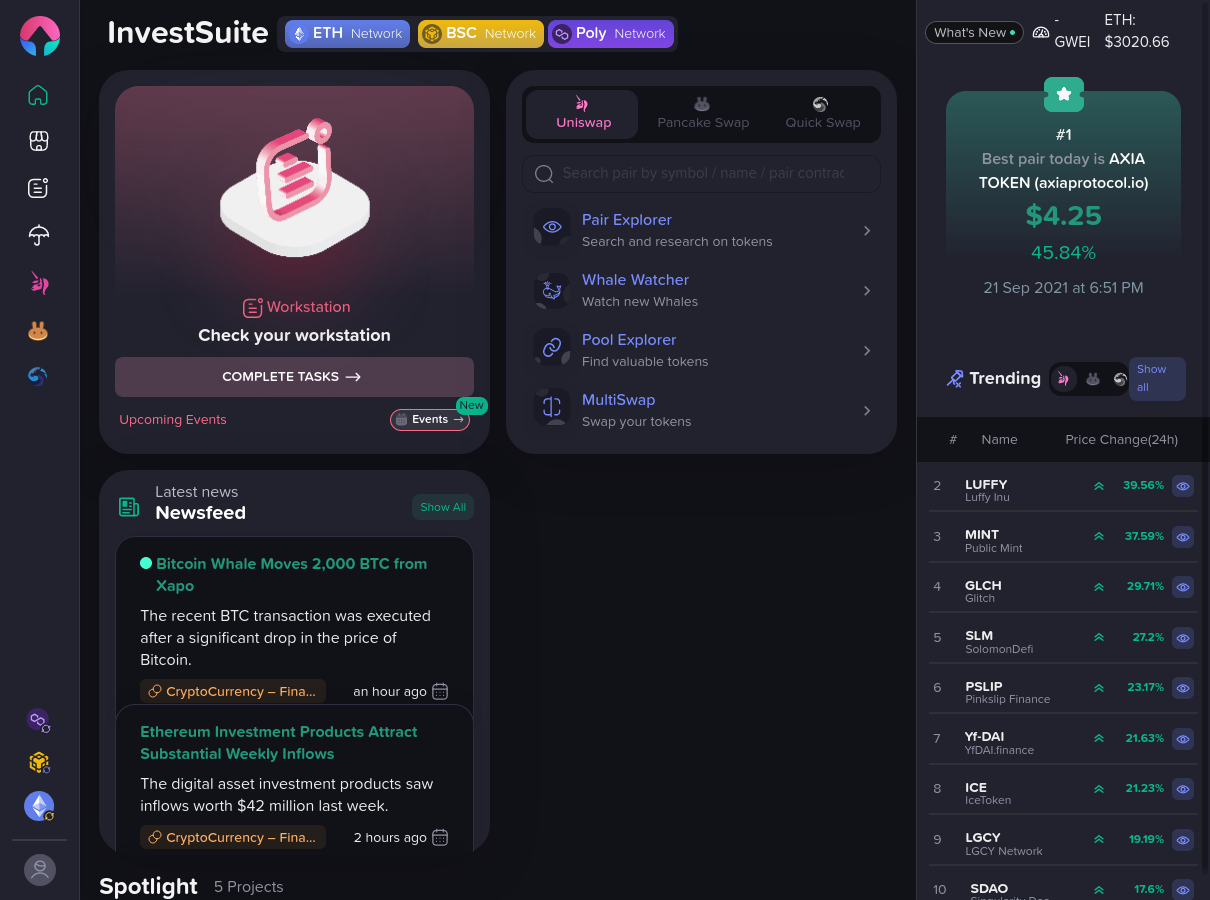 InvestSuite
ETH Network
BSC Network
Poly Network
Workstation
Check your workstation
COMPLETE TASKS →
Upcoming Events
New
Events →
Uniswap
Pancake Swap
Quick Swap
Search pair by symbol / name / pair contrac
Pair Explorer
Search and research on tokens
Whale Watcher
Watch new Whales
Pool Explorer
Find valuable tokens
MultiSwap
Swap your tokens
Latest news
Newsfeed
Show All
Bitcoin Whale Moves 2,000 BTC from
Xapo
The recent BTC transaction was executed
after a significant drop in the price of
Bitcoin.
CryptoCurrency – Fina...
an hour ago
Ethereum Investment Products Attract
Substantial Weekly Inflows
The digital asset investment products saw
inflows worth $42 million last week.
CryptoCurrency – Fina...
2 hours ago
Spotlight 5 Projects
What's New
-
GWEI
ETH:
$3020.66
#1
Best pair today is AXIA
TOKEN (axiaprotocol.io)
$4.25
45.84%
21 Sep 2021 at 6:51 PM
Trending
Show
all
# Name Price Change(24h)
2 LUFFY 39.56%
Luffy Inu
3 MINT 37.59%
Public Mint
4 GLCH 29.71%
Glitch
5 SLM 27.2%
SolomonDefi
6 PSLIP 23.17%
Pinkslip Finance
7 Yf-DAI 21.63%
YfDAI.finance
8 ICE 21.23%
IceToken
9 LGCY 19.19%
LGCY Network
10 SDAO 17.6%